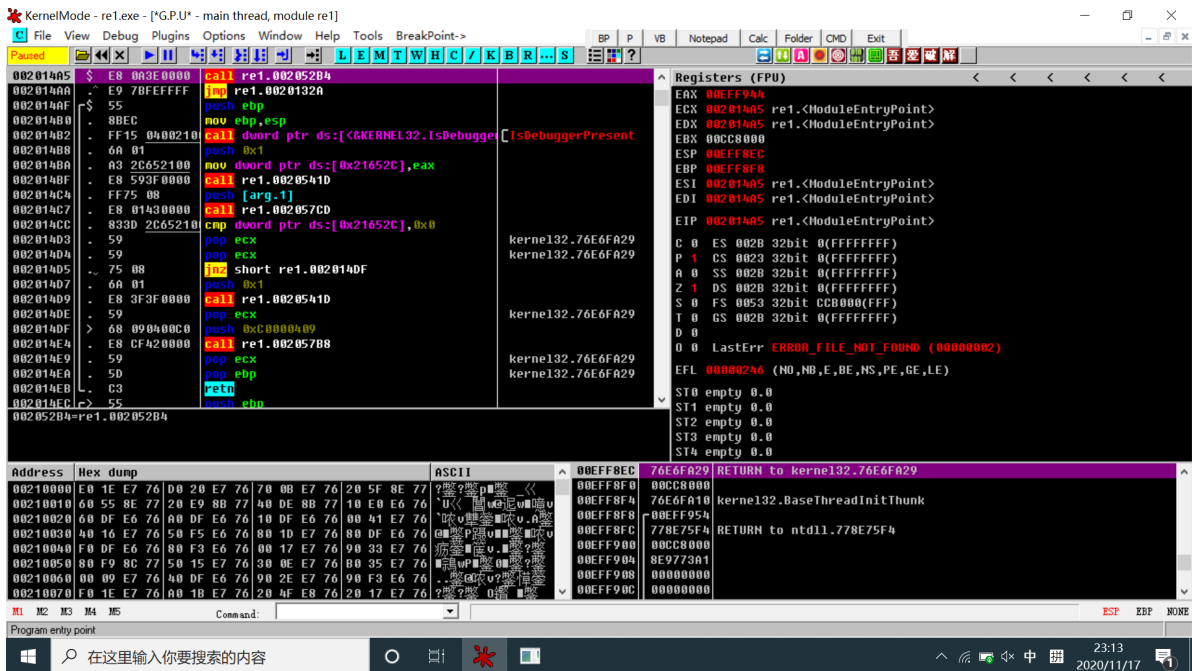 KernelMode - re1.exe - [*G.P.U* - main thread, module re1]
C File View Debug Plugins Options Window Help Tools BreakPoint-> BP P VB Notepad Calc Folder CMD Exit
Paused L E M T W H C / K B R ... S ? 吾 爱 破 解
002014A5 $ E8 0A3E0000 call re1.002052B4
002014AA .^ E9 7BFEFFFF jmp re1.0020132A
002014AF $ 55 push ebp
002014B0 . 8BEC mov ebp,esp
002014B2 . FF15 04002100 call dword ptr ds:[<&KERNEL32.IsDebugger [IsDebuggerPresent
002014B8 . 6A 01 push 0x1
002014BA . A3 2C652100 mov dword ptr ds:[0x21652C],eax
002014BF . E8 593F0000 call re1.0020541D
002014C4 . FF75 08 push [arg.1]
002014C7 . E8 01430000 call re1.002057CD
002014CC . 833D 2C65210 cmp dword ptr ds:[0x21652C],0x0
002014D3 . 59 pop ecx kernel32.76E6FA29
002014D4 . 59 pop ecx kernel32.76E6FA29
002014D5 . 75 08 jnz short re1.002014DF
002014D7 . 6A 01 push 0x1
002014D9 . E8 3F3F0000 call re1.0020541D
002014DE . 59 pop ecx kernel32.76E6FA29
002014DF > 68 090400C0 push 0xC0000409
002014E4 . E8 CF420000 call re1.002057B8
002014E9 . 59 pop ecx kernel32.76E6FA29
002014EA . 5D pop ebp kernel32.76E6FA29
002014EB . C3 retn
002014EC > 55 push ebp
002052B4=re1.002052B4
Registers (FPU) < < < < < <
EAX 00EFF944
ECX 002014A5 re1.<ModuleEntryPoint>
EDX 002014A5 re1.<ModuleEntryPoint>
EBX 00CC8000
ESP 00EFF8EC
EBP 00EFF8F8
ESI 002014A5 re1.<ModuleEntryPoint>
EDI 002014A5 re1.<ModuleEntryPoint>
EIP 002014A5 re1.<ModuleEntryPoint>
C 0 ES 002B 32bit 0(FFFFFFFF)
P 1 CS 0023 32bit 0(FFFFFFFF)
A 0 SS 002B 32bit 0(FFFFFFFF)
Z 1 DS 002B 32bit 0(FFFFFFFF)
S 0 FS 0053 32bit CCB000(FFF)
T 0 GS 002B 32bit 0(FFFFFFFF)
D 0
O 0 LastErr ERROR_FILE_NOT_FOUND (00000002)
EFL 00000246 (NO,NB,E,BE,NS,PE,GE,LE)
ST0 empty 0.0
ST1 empty 0.0
ST2 empty 0.0
ST3 empty 0.0
ST4 empty 0.0
Address Hex dump ASCII
00210000 E0 1E E7 76 D0 20 E7 76 70 0B E7 76 20 5F 8E 77
00210010 60 55 8E 77 20 E9 8B 77 40 DE 8B 77 10 E0 E6 76
00210020 60 DF E6 76 A0 DF E6 76 10 DF E6 76 00 41 E7 76
00210030 40 16 E7 76 50 F5 E6 76 80 1D E7 76 80 DF E6 76
00210040 F0 DF E6 76 80 F3 E6 76 00 17 E7 76 90 33 E7 76
00210050 80 F9 8C 77 50 15 E7 76 30 0E E7 76 B0 35 E7 76
00210060 00 09 E7 76 40 DF E6 76 90 2E E7 76 90 F3 E6 76
00210070 F0 1E E7 76 A0 1B E7 76 20 4F E8 76 20 17 E7 76
00EFF8EC 76E6FA29 RETURN to kernel32.76E6FA29
00EFF8F0 00CC8000
00EFF8F4 76E6FA10 kernel32.BaseThreadInitThunk
00EFF8F8 00EFF954
00EFF8FC 778E75F4 RETURN to ntdll.778E75F4
00EFF900 00CC8000
00EFF904 8E9773A1
00EFF908 00000000
00EFF90C 00000000
M1 M2 M3 M4 M5 Command: ESP EBP NONE
Program entry point
在这里输入你要搜索的内容
中 拼 23:13
2020/11/17 1